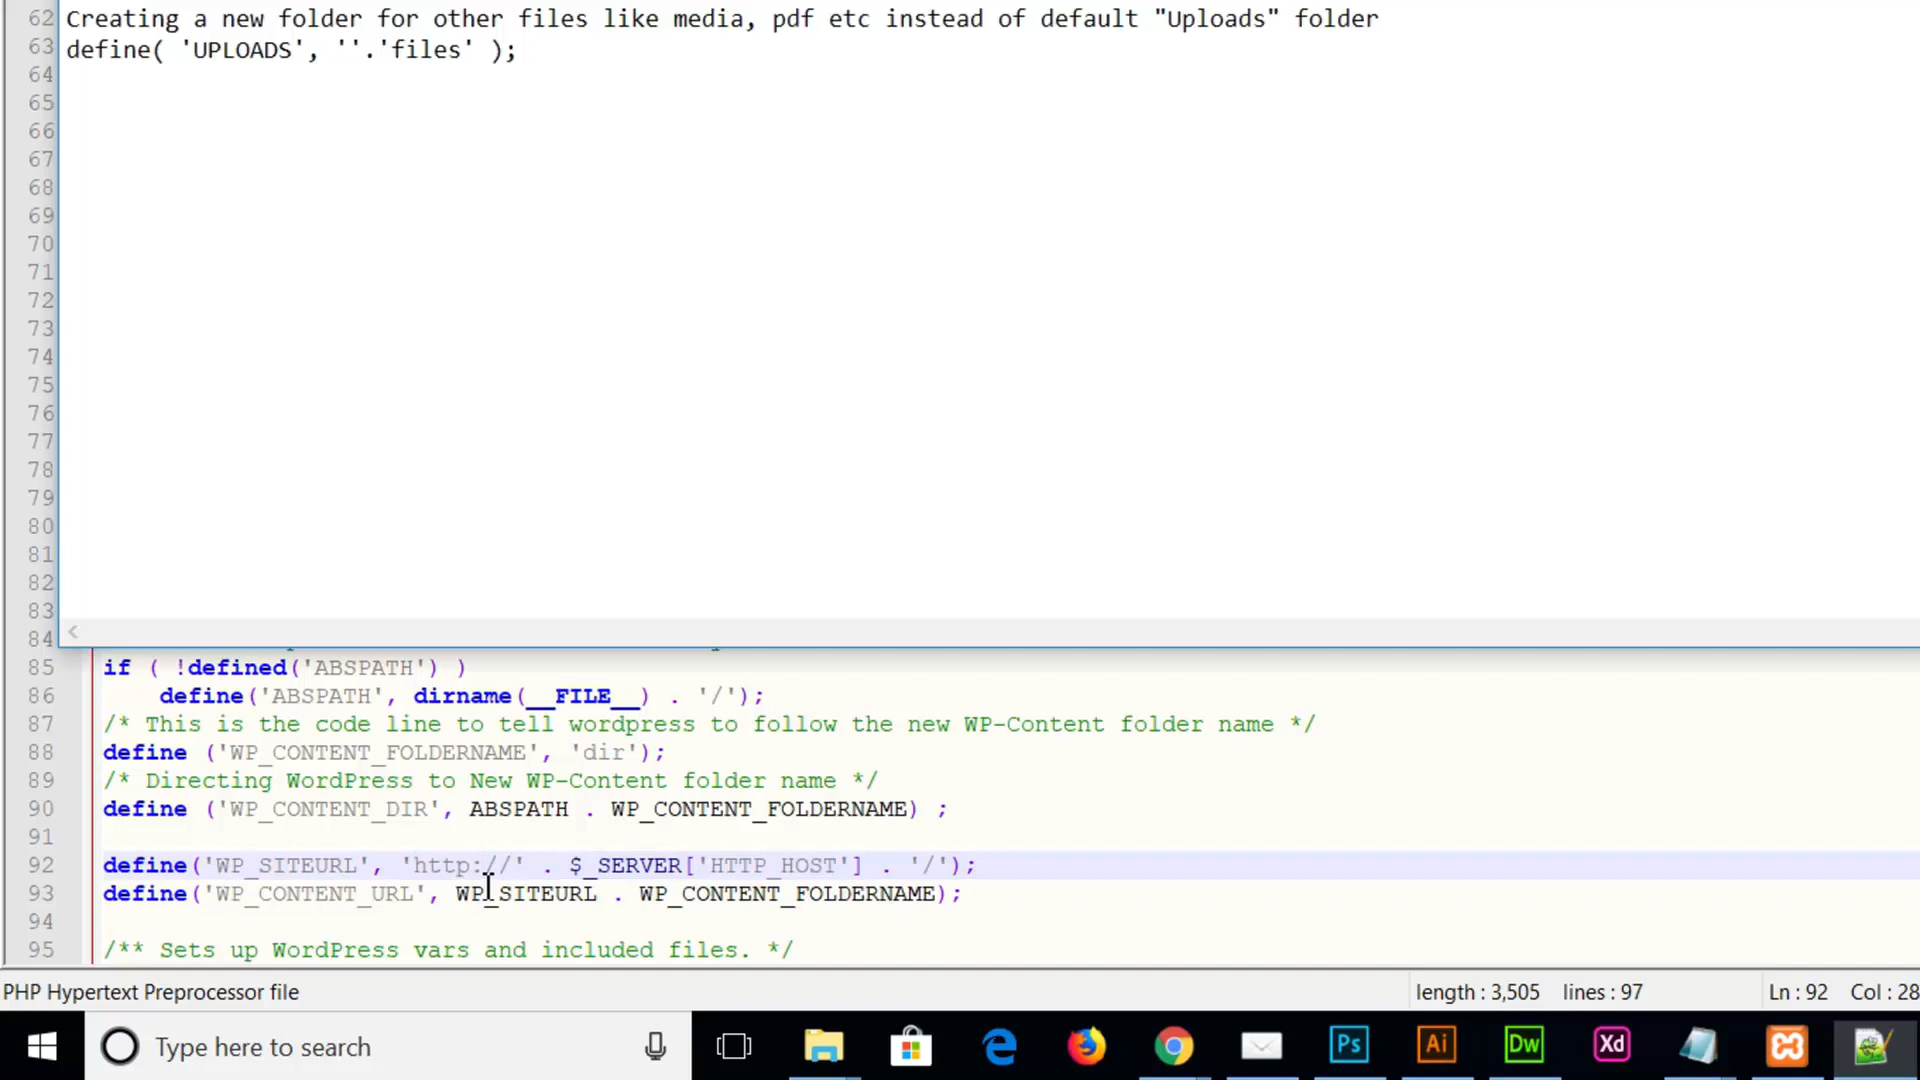 62
63
64
65
66
67
68
69
70
71
72
73
74
75
76
77
78
79
80
81
82
83
84
Creating a new folder for other files like media, pdf etc instead of default "Uploads" folder
define( 'UPLOADS', ''.'files' );
85 if ( !defined('ABSPATH') )
86 define('ABSPATH', dirname(__FILE__) . '/');
87 /* This is the code line to tell wordpress to follow the new WP-Content folder name */
88 define ('WP_CONTENT_FOLDERNAME', 'dir');
89 /* Directing WordPress to New WP-Content folder name */
90 define ('WP_CONTENT_DIR', ABSPATH . WP_CONTENT_FOLDERNAME) ;
91
92 define('WP_SITEURL', 'http://' . $_SERVER['HTTP_HOST'] . '/');
93 define('WP_CONTENT_URL', WP_SITEURL . WP_CONTENT_FOLDERNAME);
94
95 /** Sets up WordPress vars and included files. */
PHP Hypertext Preprocessor file length : 3,505 lines : 97 Ln : 92 Col : 28
Type here to search
Ps
Ai
Dw
Xd